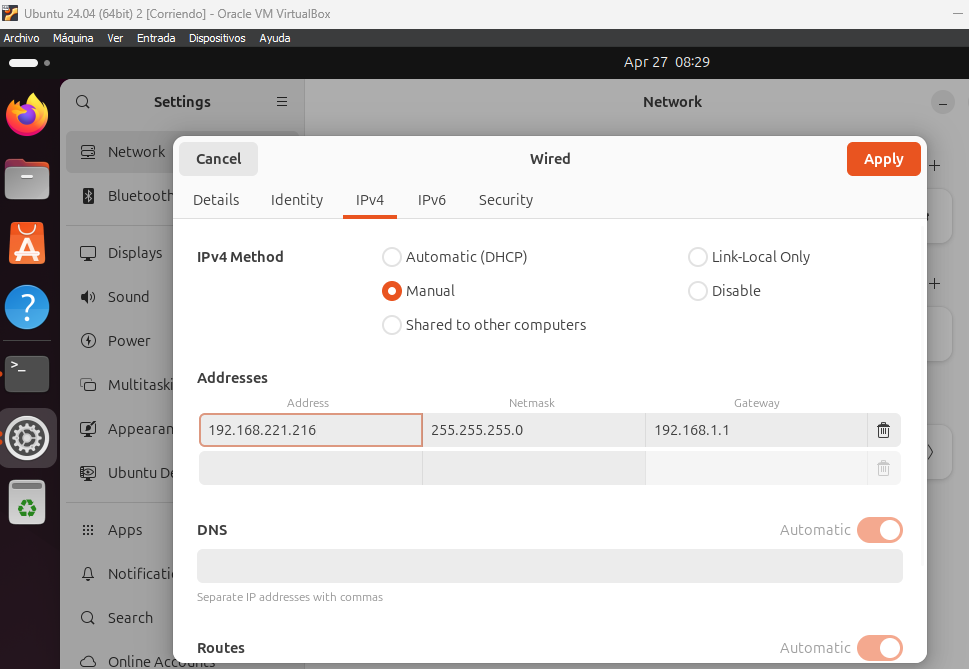 Ubuntu 24.04 (64bit) 2 [Corriendo] - Oracle VM VirtualBox
Archivo Máquina Ver Entrada Dispositivos Ayuda
Apr 27 08:29
Settings
Network
Network
Bluetooth
Displays
Sound
Power
Multitaski
Appearan
Ubuntu De
Apps
Notificati
Search
Online Accounts
Cancel
Wired
Apply
Details Identity IPv4 IPv6 Security
IPv4 Method
Automatic (DHCP)
Link-Local Only
Manual
Disable
Shared to other computers
Addresses
Address Netmask Gateway
192.168.221.216 255.255.255.0 192.168.1.1
DNS
Automatic
Separate IP addresses with commas
Routes
Automatic